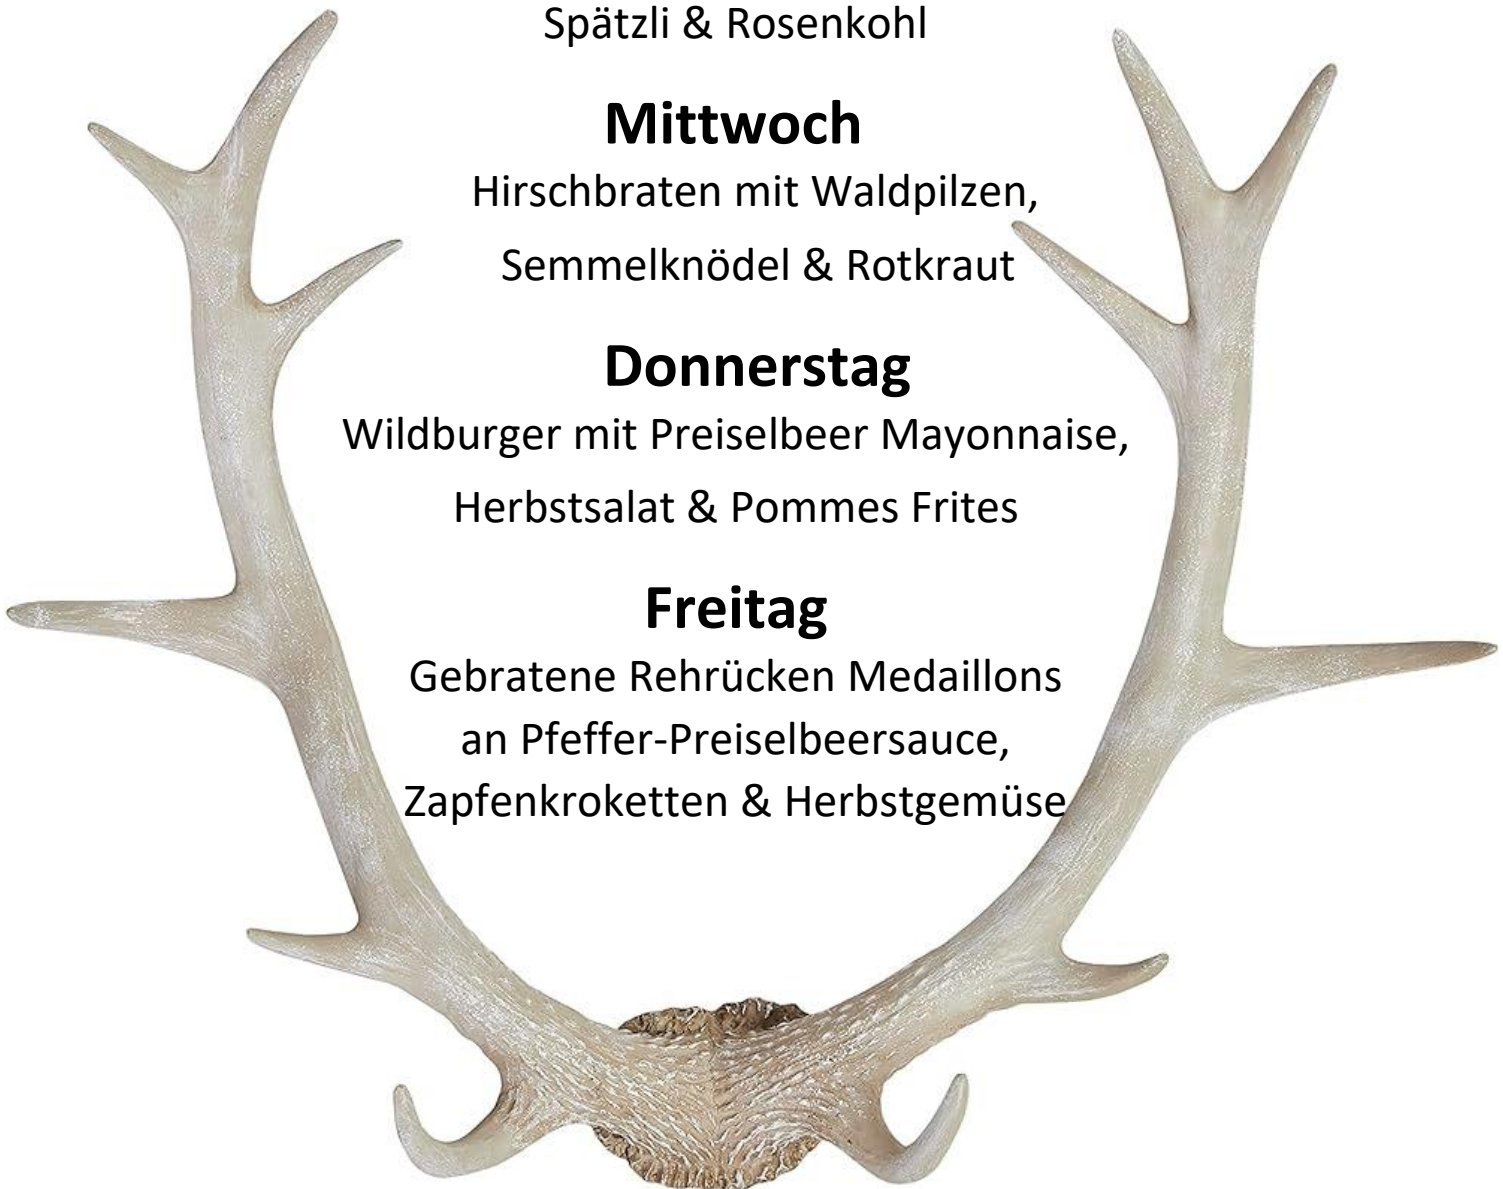 Spätzli & Rosenkohl
Mittwoch
Hirschbraten mit Waldpilzen,
Semmelknödel & Rotkraut
Donnerstag
Wildburger mit Preiselbeer Mayonnaise,
Herbstsalat & Pommes Frites
Freitag
Gebratene Rehrücken Medaillons
an Pfeffer-Preiselbeersauce,
Zapfenkroketten & Herbstgemüse